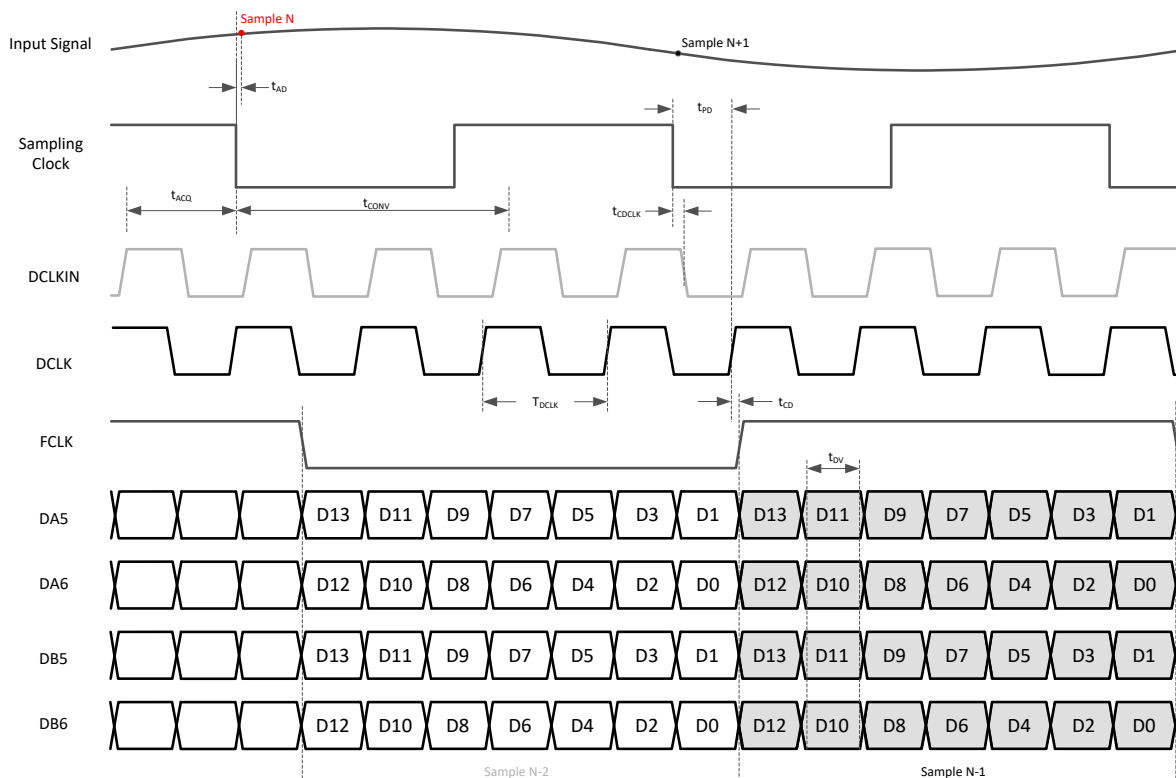 Sample N
Input Signal
Sample N+1
tAD
tPD
Sampling
Clock
tACQ
tCONV
tCDCLK
DCLKIN
DCLK
TDCLK
tCD
FCLK
tDV
DA5 D13 D11 D9 D7 D5 D3 D1 D13 D11 D9 D7 D5 D3 D1
DA6 D12 D10 D8 D6 D4 D2 D0 D12 D10 D8 D6 D4 D2 D0
DB5 D13 D11 D9 D7 D5 D3 D1 D13 D11 D9 D7 D5 D3 D1
DB6 D12 D10 D8 D6 D4 D2 D0 D12 D10 D8 D6 D4 D2 D0
Sample N-2 Sample N-1